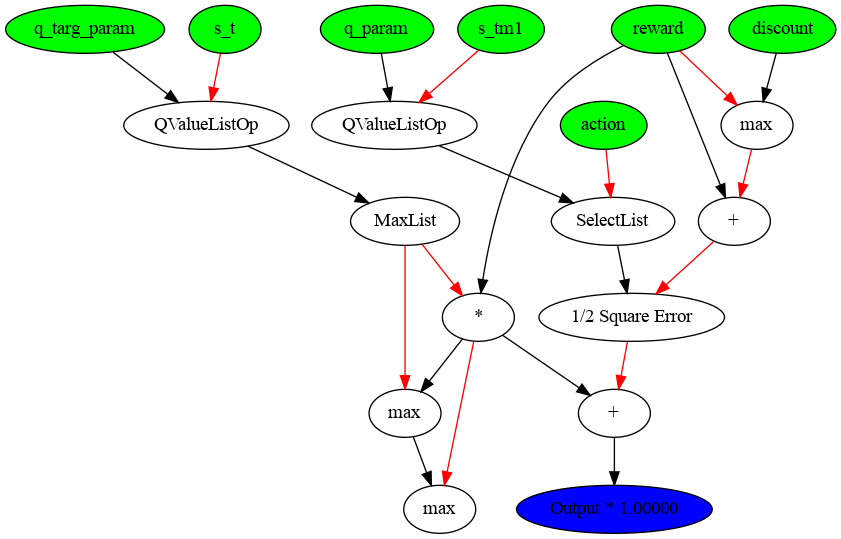 q_targ_param
s_t
q_param
s_tm1
reward
discount
QValueListOp
QValueListOp
action
max
MaxList
SelectList
+
*
1/2 Square Error
max
+
max
Output * 1.00000